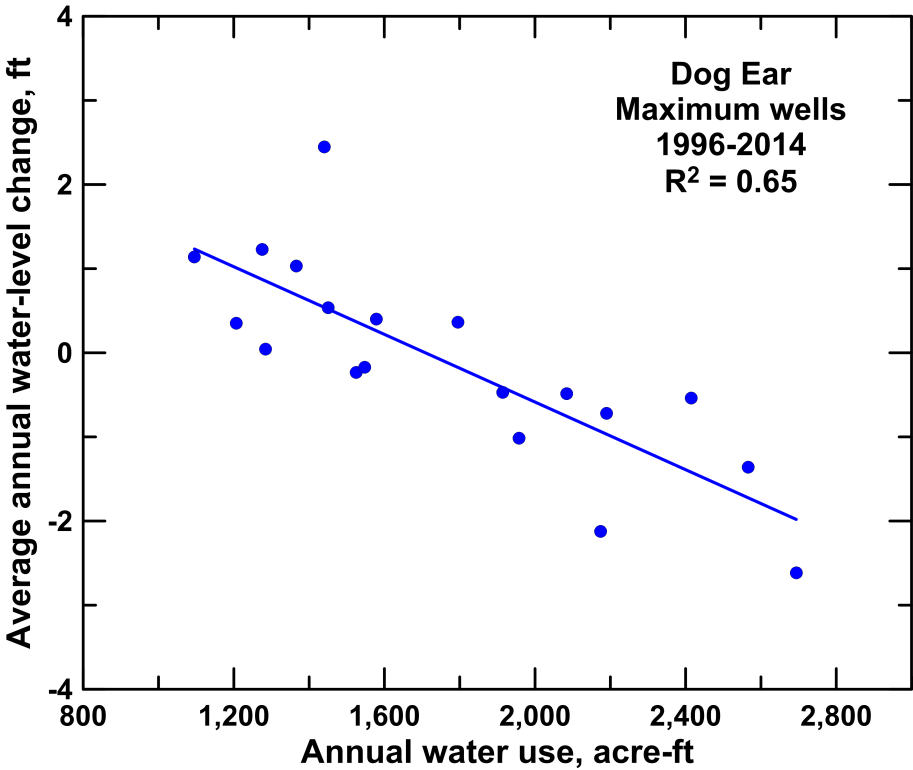 Dog Ear
Maximum wells
1996-2014
R² = 0.65
Average annual water-level change, ft
4
2
0
-2
-4
800 1,200 1,600 2,000 2,400 2,800
Annual water use, acre-ft